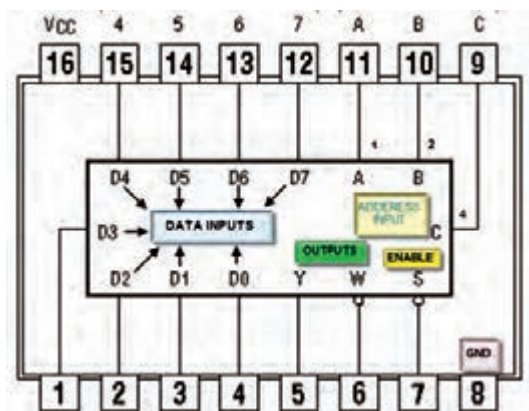 VCC 4 5 6 7 A B C
16 15 14 13 12 11 10 9
1 2
D4 D5 D6 D7 A B
ADDERESS
INPUT
D3 DATA INPUTS C 4
OUTPUTS ENABLE
D2 D1 D0 Y W S
GND
1 2 3 4 5 6 7 8